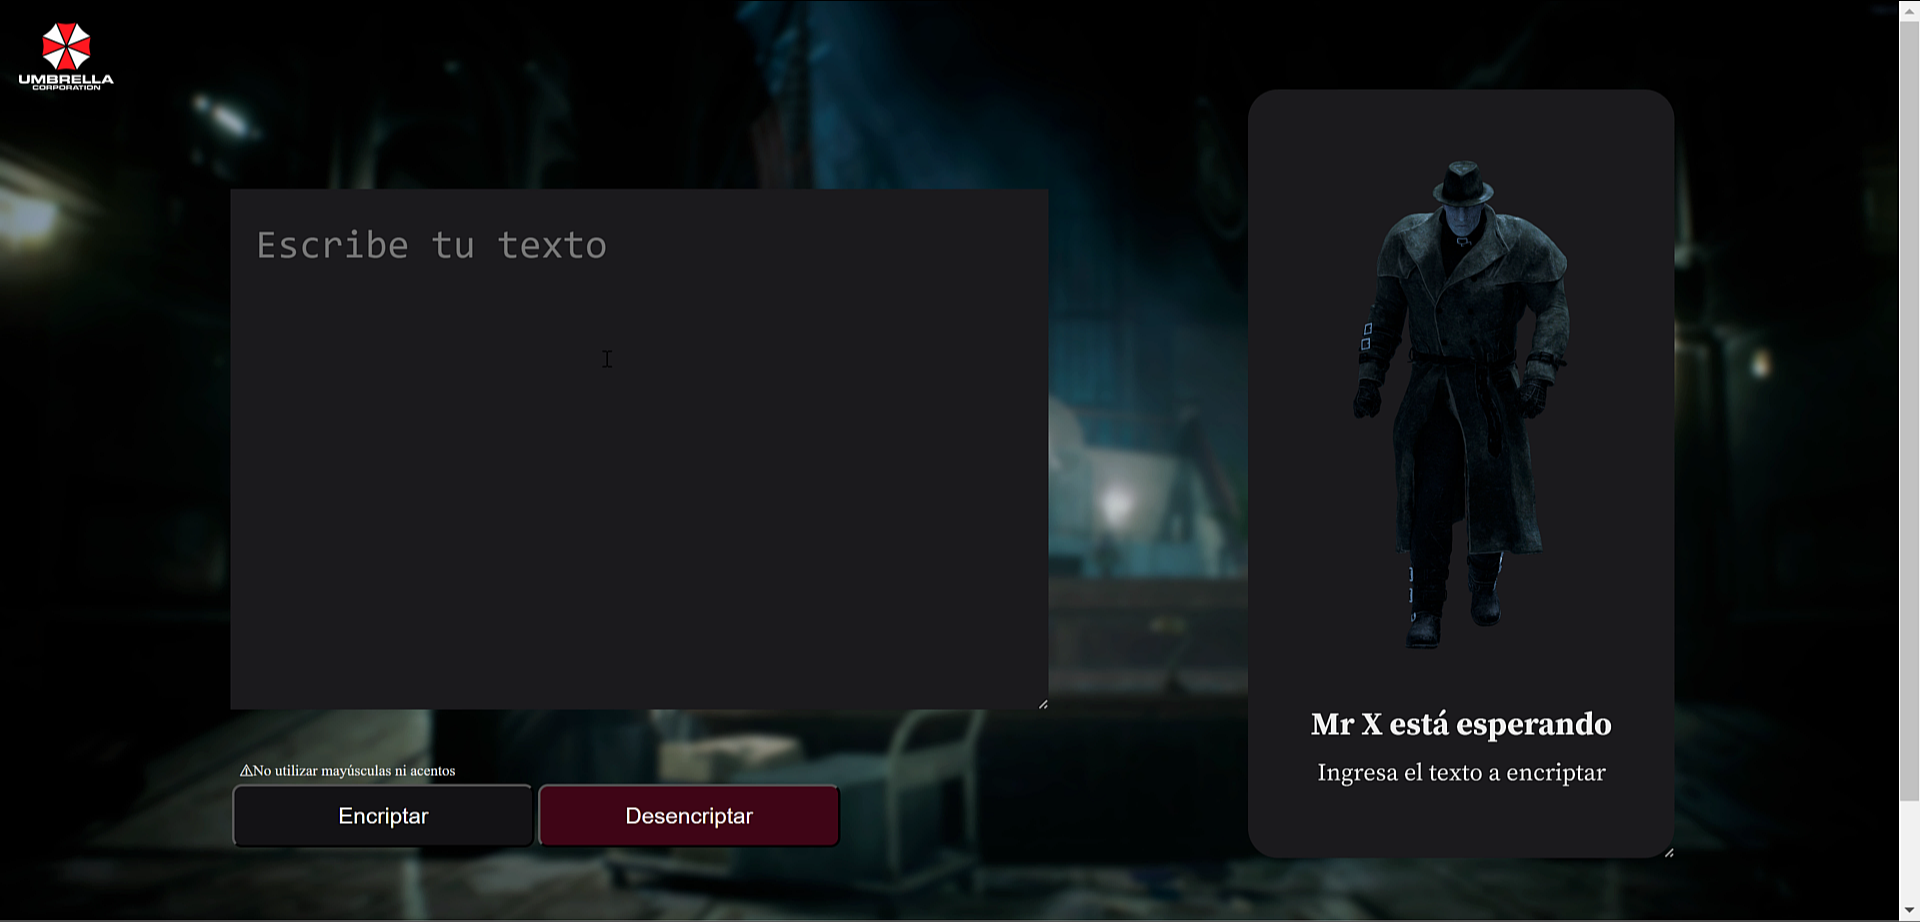 UMBRELLA
CORPORATION
Escribe tu texto
⚠No utilizar mayúsculas ni acentos
Encriptar
Desencriptar
Mr X está esperando
Ingresa el texto a encriptar